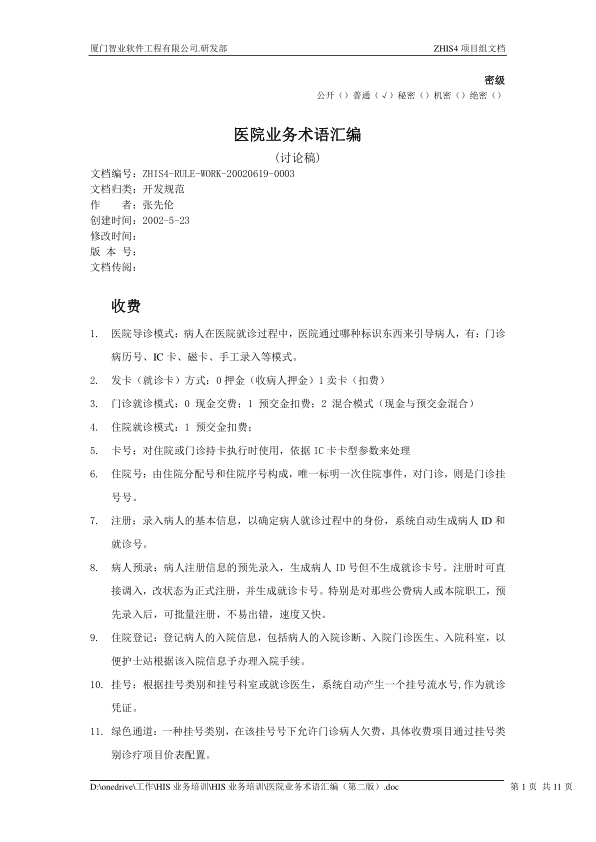 厦门智业软件工程有限公司.研发部 ZHIS4 项目组文档
密级
公开（）普通（√）秘密（）机密（）绝密（）
医院业务术语汇编
(讨论稿)
文档编号：ZHIS4-RULE-WORK-20020619-0003
文档归类：开发规范
作　　者：张先伦
创建时间：2002-5-23
修改时间：
版 本 号：
文档传阅：
收费
1. 医院导诊模式：病人在医院就诊过程中，医院通过哪种标识东西来引导病人，有：门诊
病历号、IC 卡、磁卡、手工录入等模式。
2. 发卡（就诊卡）方式：0 押金（收病人押金）1 卖卡（扣费）
3. 门诊就诊模式：0 现金交费；1 预交金扣费；2 混合模式（现金与预交金混合）
4. 住院就诊模式：1 预交金扣费；
5. 卡号：对住院或门诊持卡执行时使用，依据 IC 卡卡型参数来处理
6. 住院号：由住院分配号和住院序号构成，唯一标明一次住院事件，对门诊，则是门诊挂
号号。
7. 注册：录入病人的基本信息，以确定病人就诊过程中的身份，系统自动生成病人 ID 和
就诊号。
8. 病人预录：病人注册信息的预先录入，生成病人 ID 号但不生成就诊卡号。注册时可直
接调入，改状态为正式注册，并生成就诊卡号。特别是对那些公费病人或本院职工，预
先录入后，可批量注册，不易出错，速度又快。
9. 住院登记：登记病人的入院信息，包括病人的入院诊断、入院门诊医生、入院科室，以
便护士站根据该入院信息予办理入院手续。
10. 挂号：根据挂号类别和挂号科室或就诊医生，系统自动产生一个挂号流水号,作为就诊
凭证。
11. 绿色通道：一种挂号类别，在该挂号号下允许门诊病人欠费，具体收费项目通过挂号类
别诊疗项目价表配置。
D:\onedrive\工作\HIS 业务培训\HIS 业务培训\医院业务术语汇编（第二版）.doc 第 1 页 共 11 页